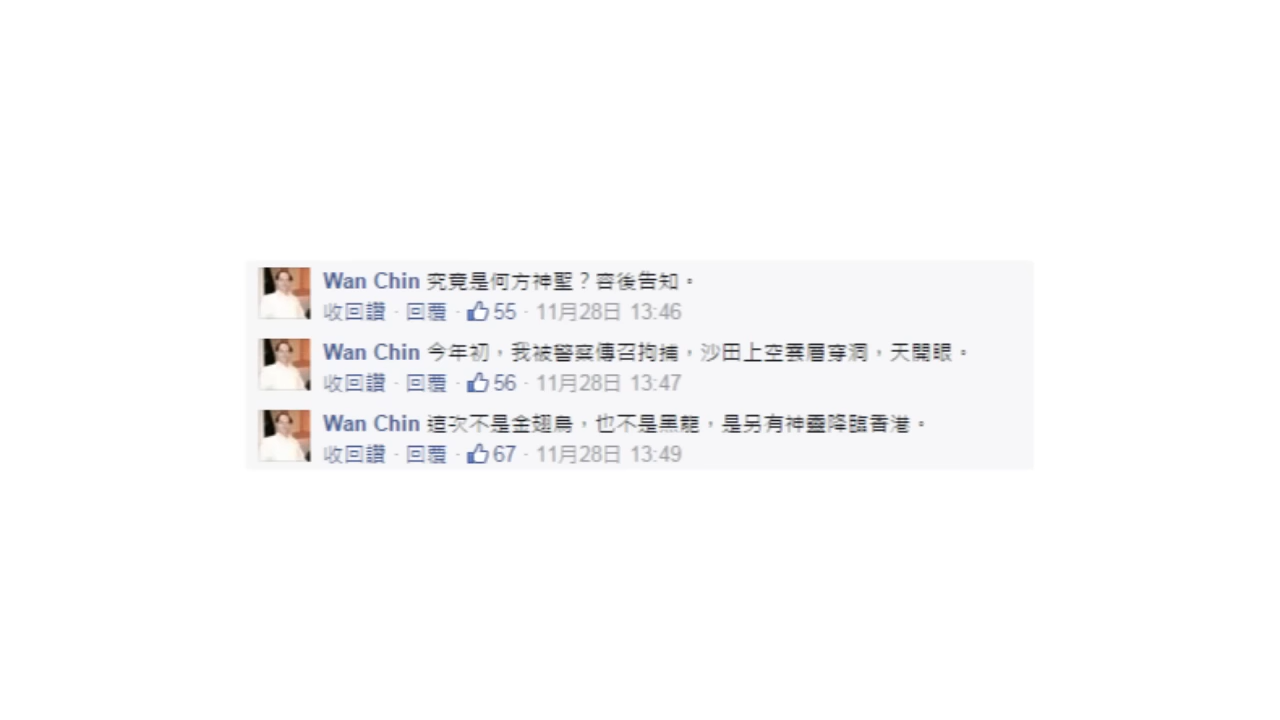 Wan Chin 究竟是何方神聖？容後告知。
收回讚 · 回覆 · 55 · 11月28日 13:46
Wan Chin 今年初，我被警察傳召拘捕，沙田上空雲層穿洞，天開眼。
收回讚 · 回覆 · 56 · 11月28日 13:47
Wan Chin 這次不是金翅鳥，也不是黑龍，是另有神靈降臨香港。
收回讚 · 回覆 · 67 · 11月28日 13:49